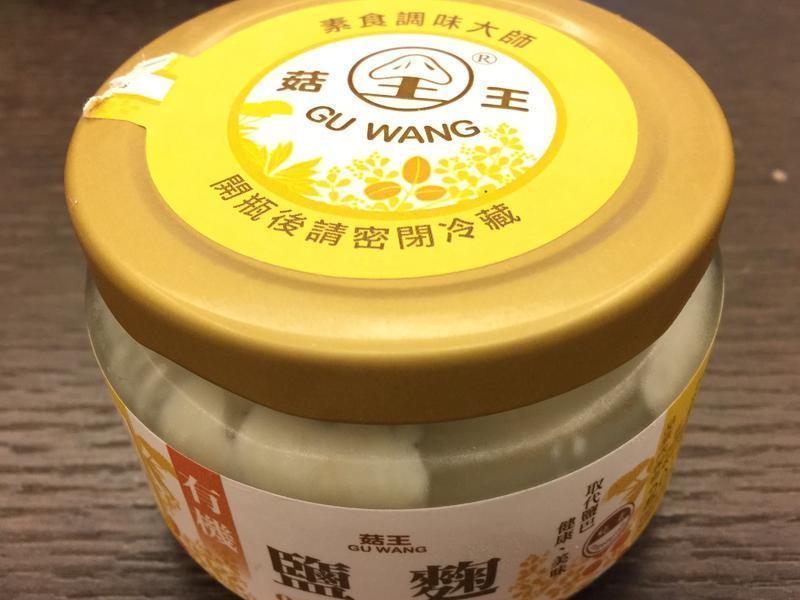 素食調味大師
菇王®
GU WANG
開瓶後請密閉冷藏
有機
菇王
GU WANG
鹽麴
取代鹽巴
健康、美味